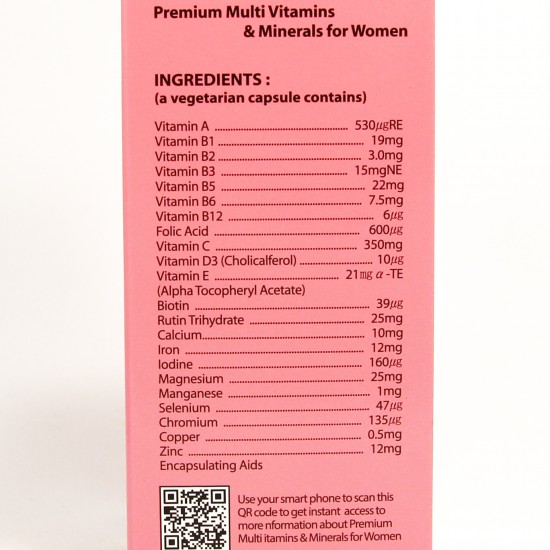 Premium Multi Vitamins
& Minerals for Women
INGREDIENTS :
(a vegetarian capsule contains)
Vitamin A ........ 530µgRE
Vitamin B1 ........ 19mg
Vitamin B2 ........ 3.0mg
Vitamin B3 ........ 15mgNE
Vitamin B5 ........ 22mg
Vitamin B6 ........ 7.5mg
Vitamin B12 ........ 6µg
Folic Acid ........ 600µg
Vitamin C ........ 350mg
Vitamin D3 (Cholicalferol) ........ 10µg
Vitamin E ........ 21㎎ α -TE
(Alpha Tocopheryl Acetate)
Biotin ........ 39µg
Rutin Trihydrate ........ 25mg
Calcium........ 10mg
Iron ........ 12mg
Iodine ........ 160µg
Magnesium ........ 25mg
Manganese ........ 1mg
Selenium ........ 47µg
Chromium ........ 135µg
Copper ........ 0.5mg
Zinc ........ 12mg
Encapsulating Aids
Use your smart phone to scan this
QR code to get instant access to
more nformation about Premium
Multi itamins & Minerals for Women